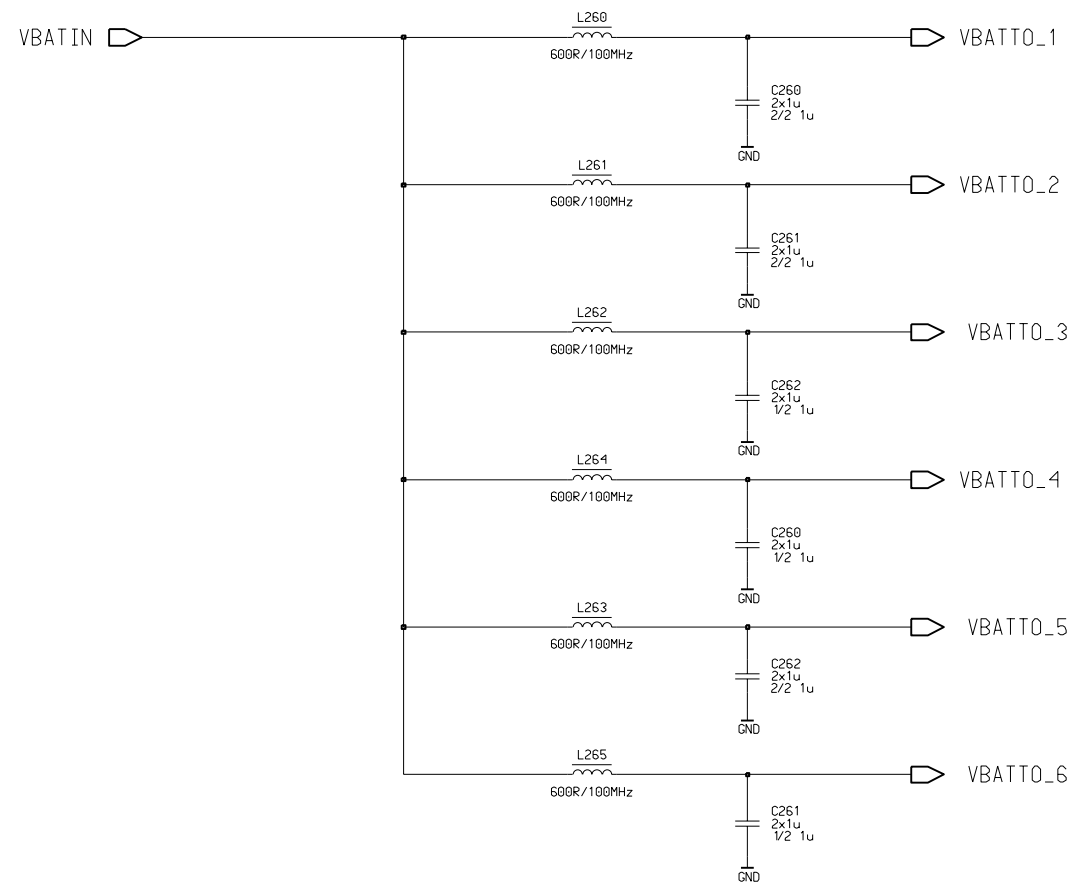 VBATIN
L260
600R/100MHz
VBATTO_1
C260
2x1u
2/2 1u
GND
L261
600R/100MHz
VBATTO_2
C261
2x1u
2/2 1u
GND
L262
600R/100MHz
VBATTO_3
C262
2x1u
1/2 1u
GND
L264
600R/100MHz
VBATTO_4
C260
2x1u
1/2 1u
GND
L263
600R/100MHz
VBATTO_5
C262
2x1u
2/2 1u
GND
L265
600R/100MHz
VBATTO_6
C261
2x1u
1/2 1u
GND